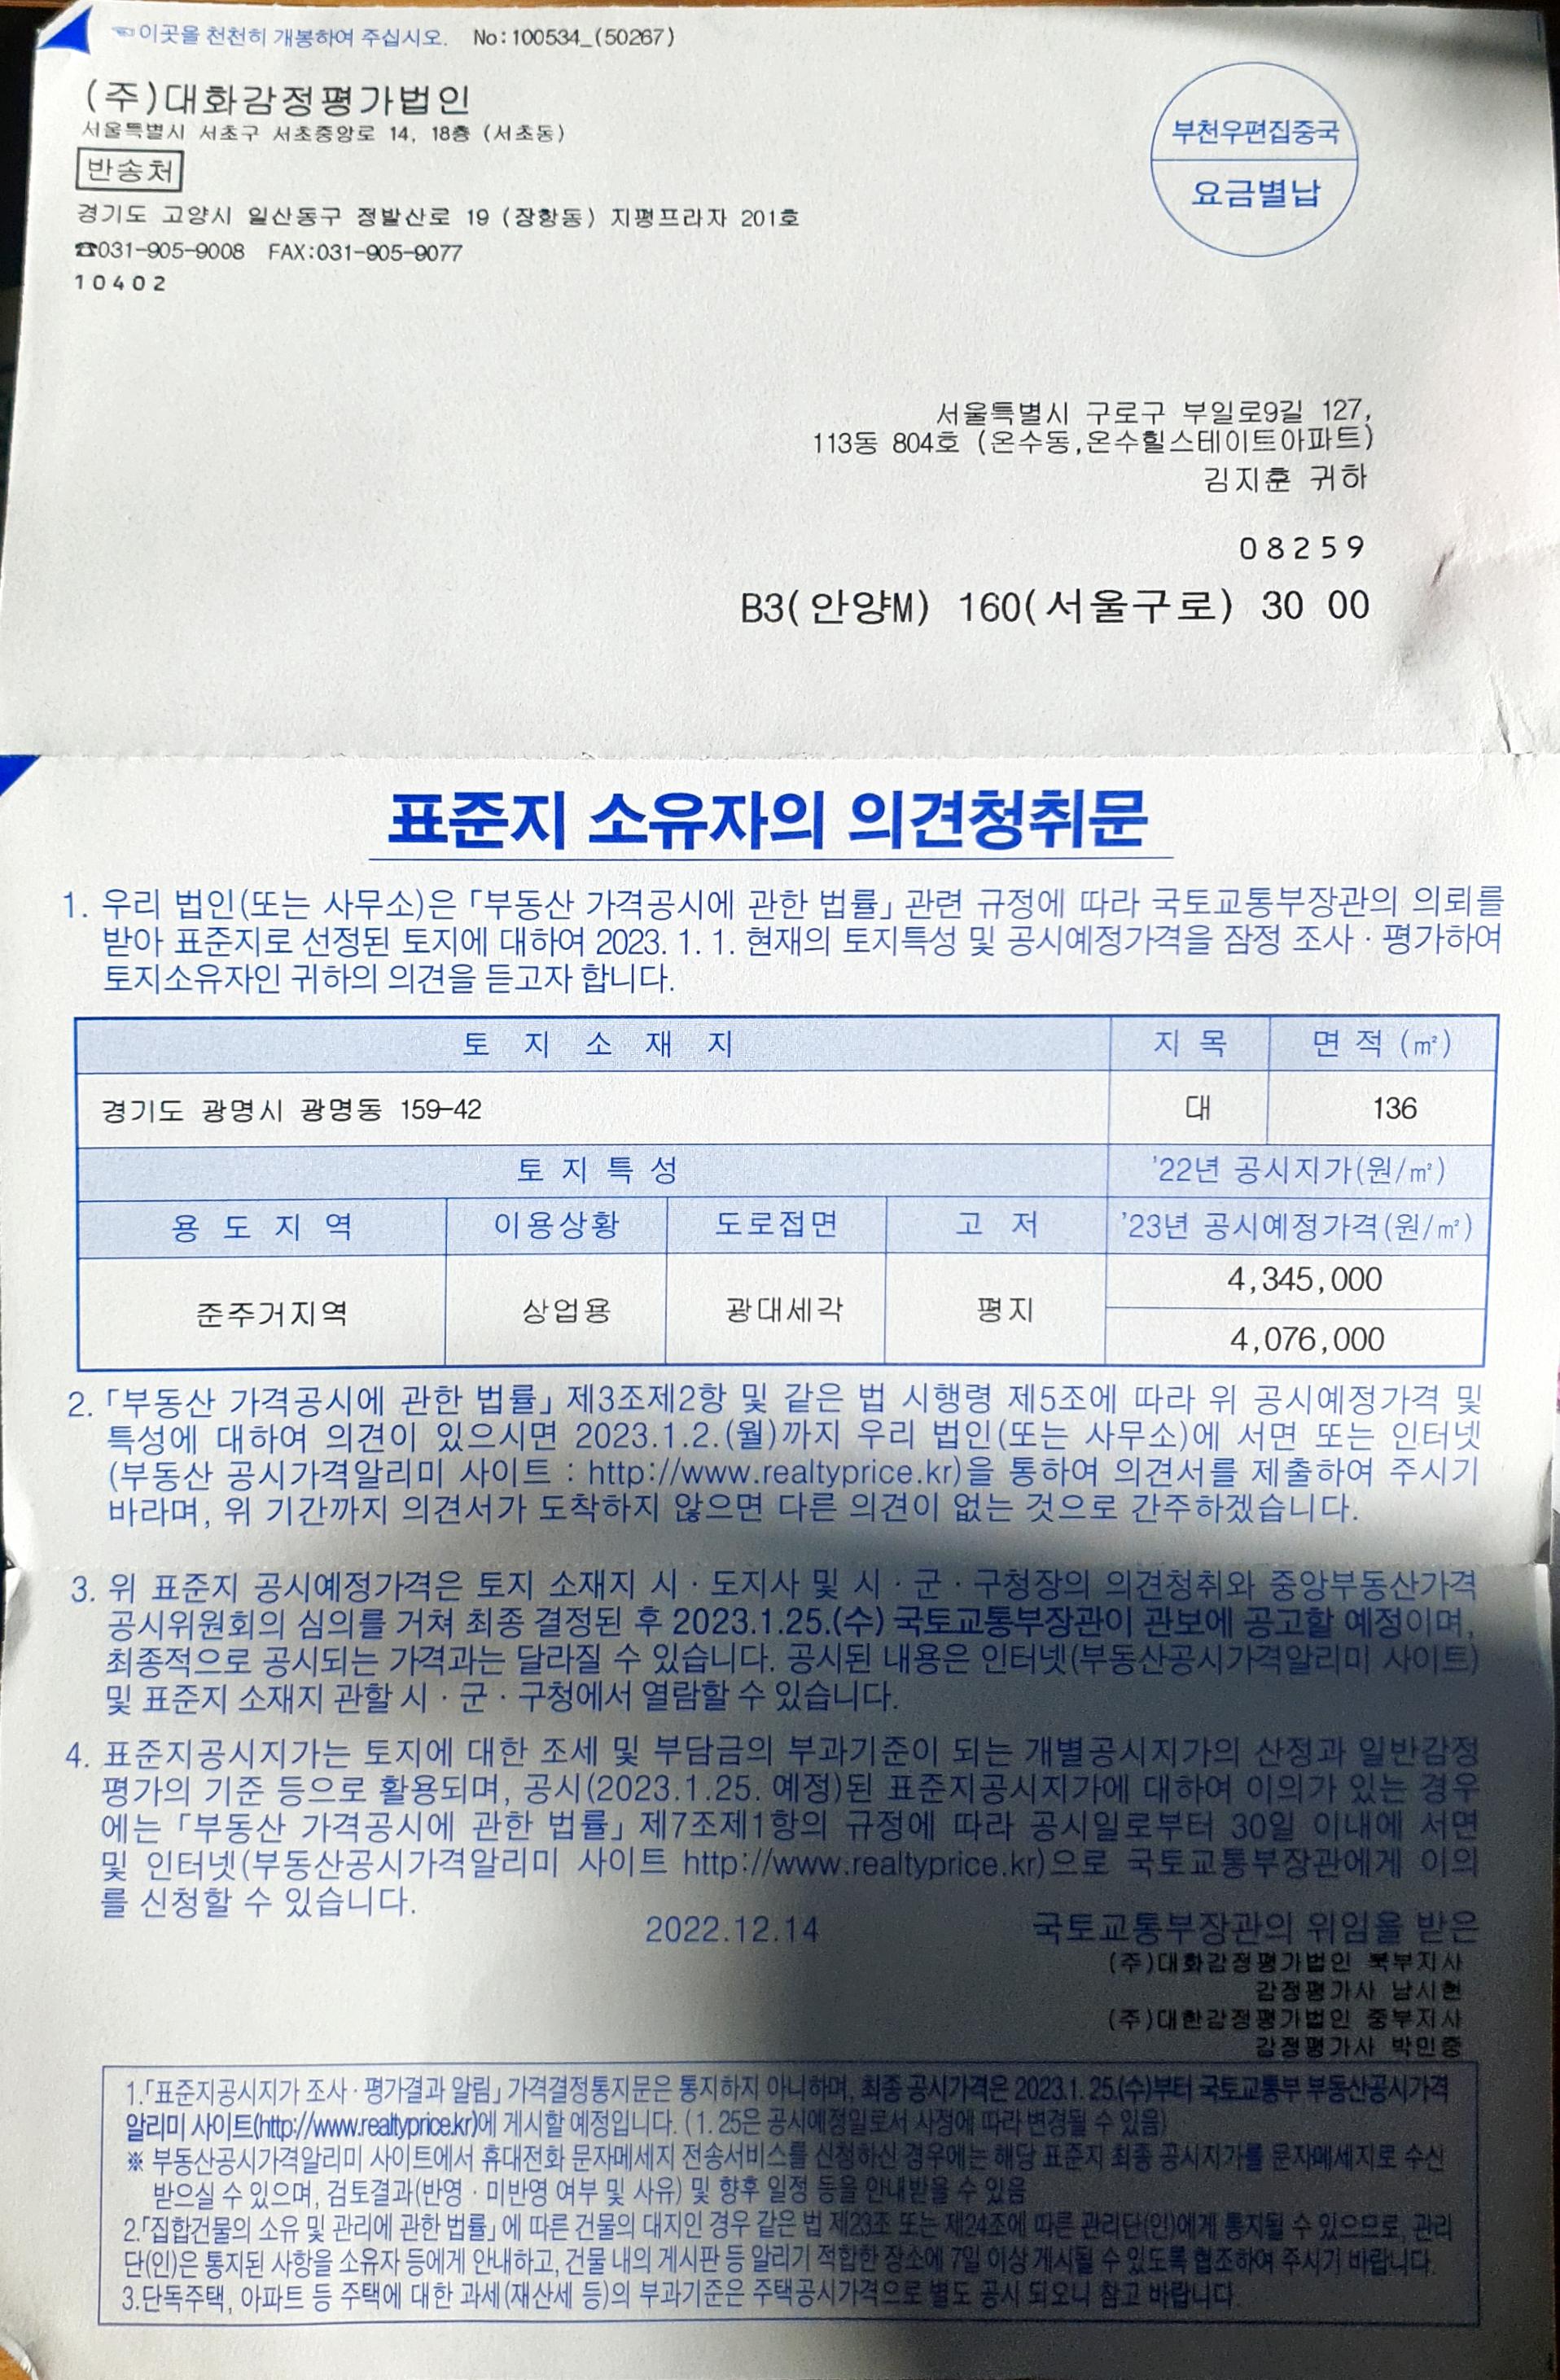 ☜이곳을 천천히 개봉하여 주십시오. No:100534_(50267)
(주)대화감정평가법인
서울특별시 서초구 서초중앙로 14, 18층 (서초동)
반송처
경기도 고양시 일산동구 정발산로 19 (장항동) 지평프라자 201호
☎031-905-9008 FAX:031-905-9077
10402
부천우편집중국
요금별납
서울특별시 구로구 부일로9길 127,
113동 804호 (온수동,온수힐스테이트아파트)
김지훈 귀하
08259
B3(안양M) 160(서울구로) 30 00
표준지 소유자의 의견청취문
1. 우리 법인(또는 사무소)은 「부동산 가격공시에 관한 법률」 관련 규정에 따라 국토교통부장관의 의뢰를
받아 표준지로 선정된 토지에 대하여 2023. 1. 1. 현재의 토지특성 및 공시예정가격을 잠정 조사·평가하여
토지소유자인 귀하의 의견을 듣고자 합니다.
토 지 소 재 지 지 목 면 적 (㎡)
경기도 광명시 광명동 159-42 대 136
토 지 특 성 '22년 공시지가(원/㎡)
용 도 지 역 이용상황 도로접면 고 저 '23년 공시예정가격(원/㎡)
준주거지역 상업용 광대세각 평지 4,345,000
4,076,000
2. 「부동산 가격공시에 관한 법률」 제3조제2항 및 같은 법 시행령 제5조에 따라 위 공시예정가격 및
특성에 대하여 의견이 있으시면 2023.1.2.(월)까지 우리 법인(또는 사무소)에 서면 또는 인터넷
(부동산 공시가격알리미 사이트 : http://www.realtyprice.kr)을 통하여 의견서를 제출하여 주시기
바라며, 위 기간까지 의견서가 도착하지 않으면 다른 의견이 없는 것으로 간주하겠습니다.
3. 위 표준지 공시예정가격은 토지 소재지 시·도지사 및 시·군·구청장의 의견청취와 중앙부동산가격
공시위원회의 심의를 거쳐 최종 결정된 후 2023.1.25.(수) 국토교통부장관이 관보에 공고할 예정이며,
최종적으로 공시되는 가격과는 달라질 수 있습니다. 공시된 내용은 인터넷(부동산공시가격알리미 사이트)
및 표준지 소재지 관할 시·군·구청에서 열람할 수 있습니다.
4. 표준지공시지가는 토지에 대한 조세 및 부담금의 부과기준이 되는 개별공시지가의 산정과 일반감정
평가의 기준 등으로 활용되며, 공시(2023.1.25. 예정)된 표준지공시지가에 대하여 이의가 있는 경우
에는 「부동산 가격공시에 관한 법률」 제7조제1항의 규정에 따라 공시일로부터 30일 이내에 서면
및 인터넷(부동산공시가격알리미 사이트 http://www.realtyprice.kr)으로 국토교통부장관에게 이의
를 신청할 수 있습니다.
2022.12.14 국토교통부장관의 위임을 받은
(주)대화감정평가법인 북부지사
감정평가사 남시현
(주)대한감정평가법인 중부지사
감정평가사 박민중
1.「표준지공시지가 조사·평가결과 알림」 가격결정통지문은 통지하지 아니하며, 최종 공시가격은 2023.1. 25.(수)부터 국토교통부 부동산공시가격
알리미 사이트(http://www.realtyprice.kr)에 게시할 예정입니다. ( 1. 25은 공시예정일로서 사정에 따라 변경될 수 있음)
※ 부동산공시가격알리미 사이트에서 휴대전화 문자메세지 전송서비스를 신청하신 경우에는 해당 표준지 최종 공시지가를 문자메세지로 수신
받으실 수 있으며, 검토결과(반영·미반영 여부 및 사유) 및 향후 일정 등을 안내받을 수 있음
2.「집합건물의 소유 및 관리에 관한 법률」에 따른 건물의 대지인 경우 같은 법 제23조 또는 제24조에 따른 관리단(인)에게 통지될 수 있으므로, 관리
단(인)은 통지된 사항을 소유자 등에게 안내하고, 건물 내의 게시판 등 알리기 적합한 장소에 7일 이상 게시될 수 있도록 협조하여 주시기 바랍니다.
3.단독주택, 아파트 등 주택에 대한 과세(재산세 등)의 부과기준은 주택공시가격으로 별도 공시 되오니 참고 바랍니다.